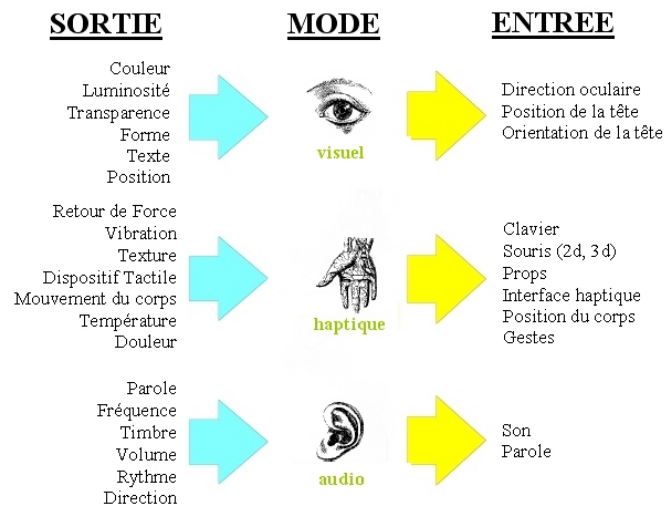 SORTIE MODE ENTREE
Couleur
Luminosité
Transparence
Forme
Texte
Position
visuel
Direction oculaire
Position de la tête
Orientation de la tête
Retour de Force
Vibration
Texture
Dispositif Tactile
Mouvement du corps
Température
Douleur
haptique
Clavier
Souris (2d, 3d)
Props
Interface haptique
Position du corps
Gestes
Parole
Fréquence
Timbre
Volume
Rythme
Direction
audio
Son
Parole